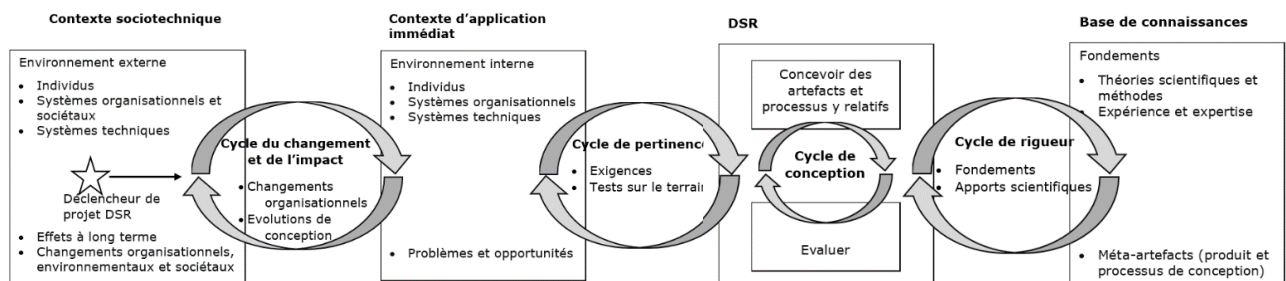 Contexte sociotechnique
Environnement externe
• Individus
• Systèmes organisationnels et
sociétaux
• Systèmes techniques
Déclencheur de
projet DSR
• Effets à long terme
• Changements organisationnels,
environnementaux et sociétaux
Cycle du changement
et de l'impact
• Changements
organisationnels
• Evolutions de
conception
Contexte d'application
immédiat
Environnement interne
• Individus
• Systèmes organisationnels
• Systèmes techniques
• Problèmes et opportunités
Cycle de pertinence
• Exigences
• Tests sur le terrain
DSR
Concevoir des
artefacts et
processus y relatifs
Cycle de
conception
Evaluer
Cycle de rigueur
• Fondements
• Apports scientifiques
Base de connaissances
Fondements
• Théories scientifiques et
méthodes
• Expérience et expertise
• Méta-artefacts (produit et
processus de conception)